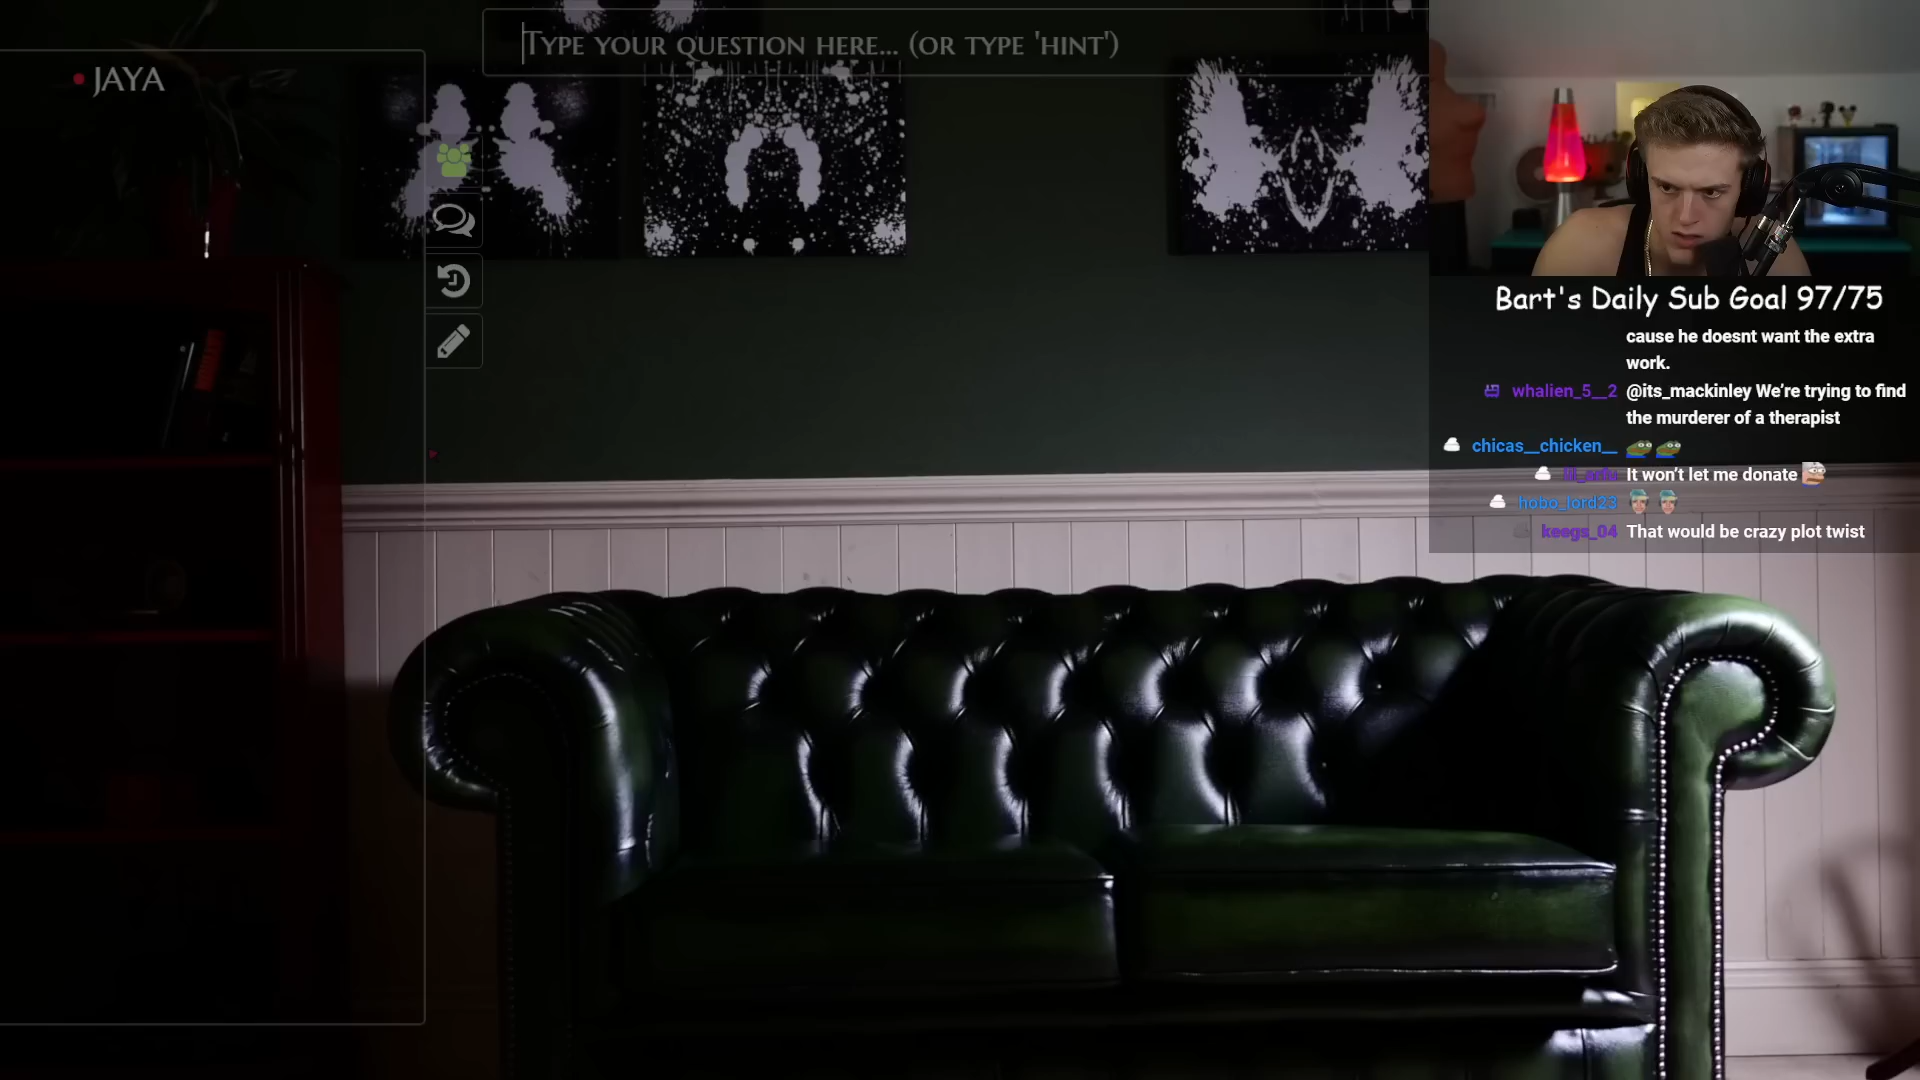 Type your question here... (or type 'hint')
JAYA
Bart's Daily Sub Goal 97/75
cause he doesnt want the extra
work.
whalien_5__2 @its_mackinley We're trying to find
the murderer of a therapist
chicas__chicken__
It won't let me donate
hobo_lord23
keegs_04 That would be crazy plot twist